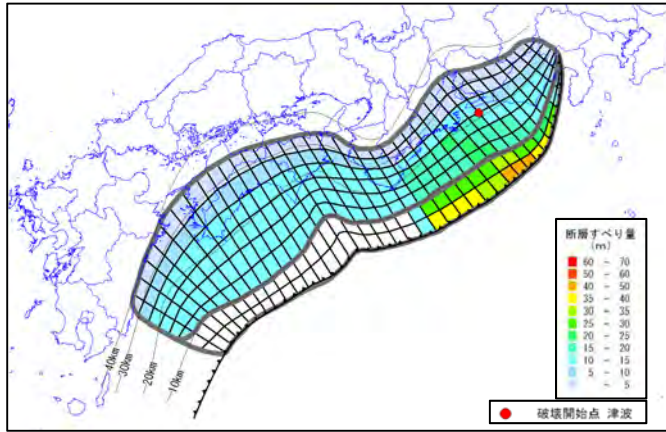 断層すべり量
(m)
60 ～ 70
50 ～ 60
40 ～ 50
35 ～ 40
30 ～ 35
25 ～ 30
20 ～ 25
15 ～ 20
10 ～ 15
5 ～ 10
～ 5
40km
30km
20km
10km
破壊開始点 津波